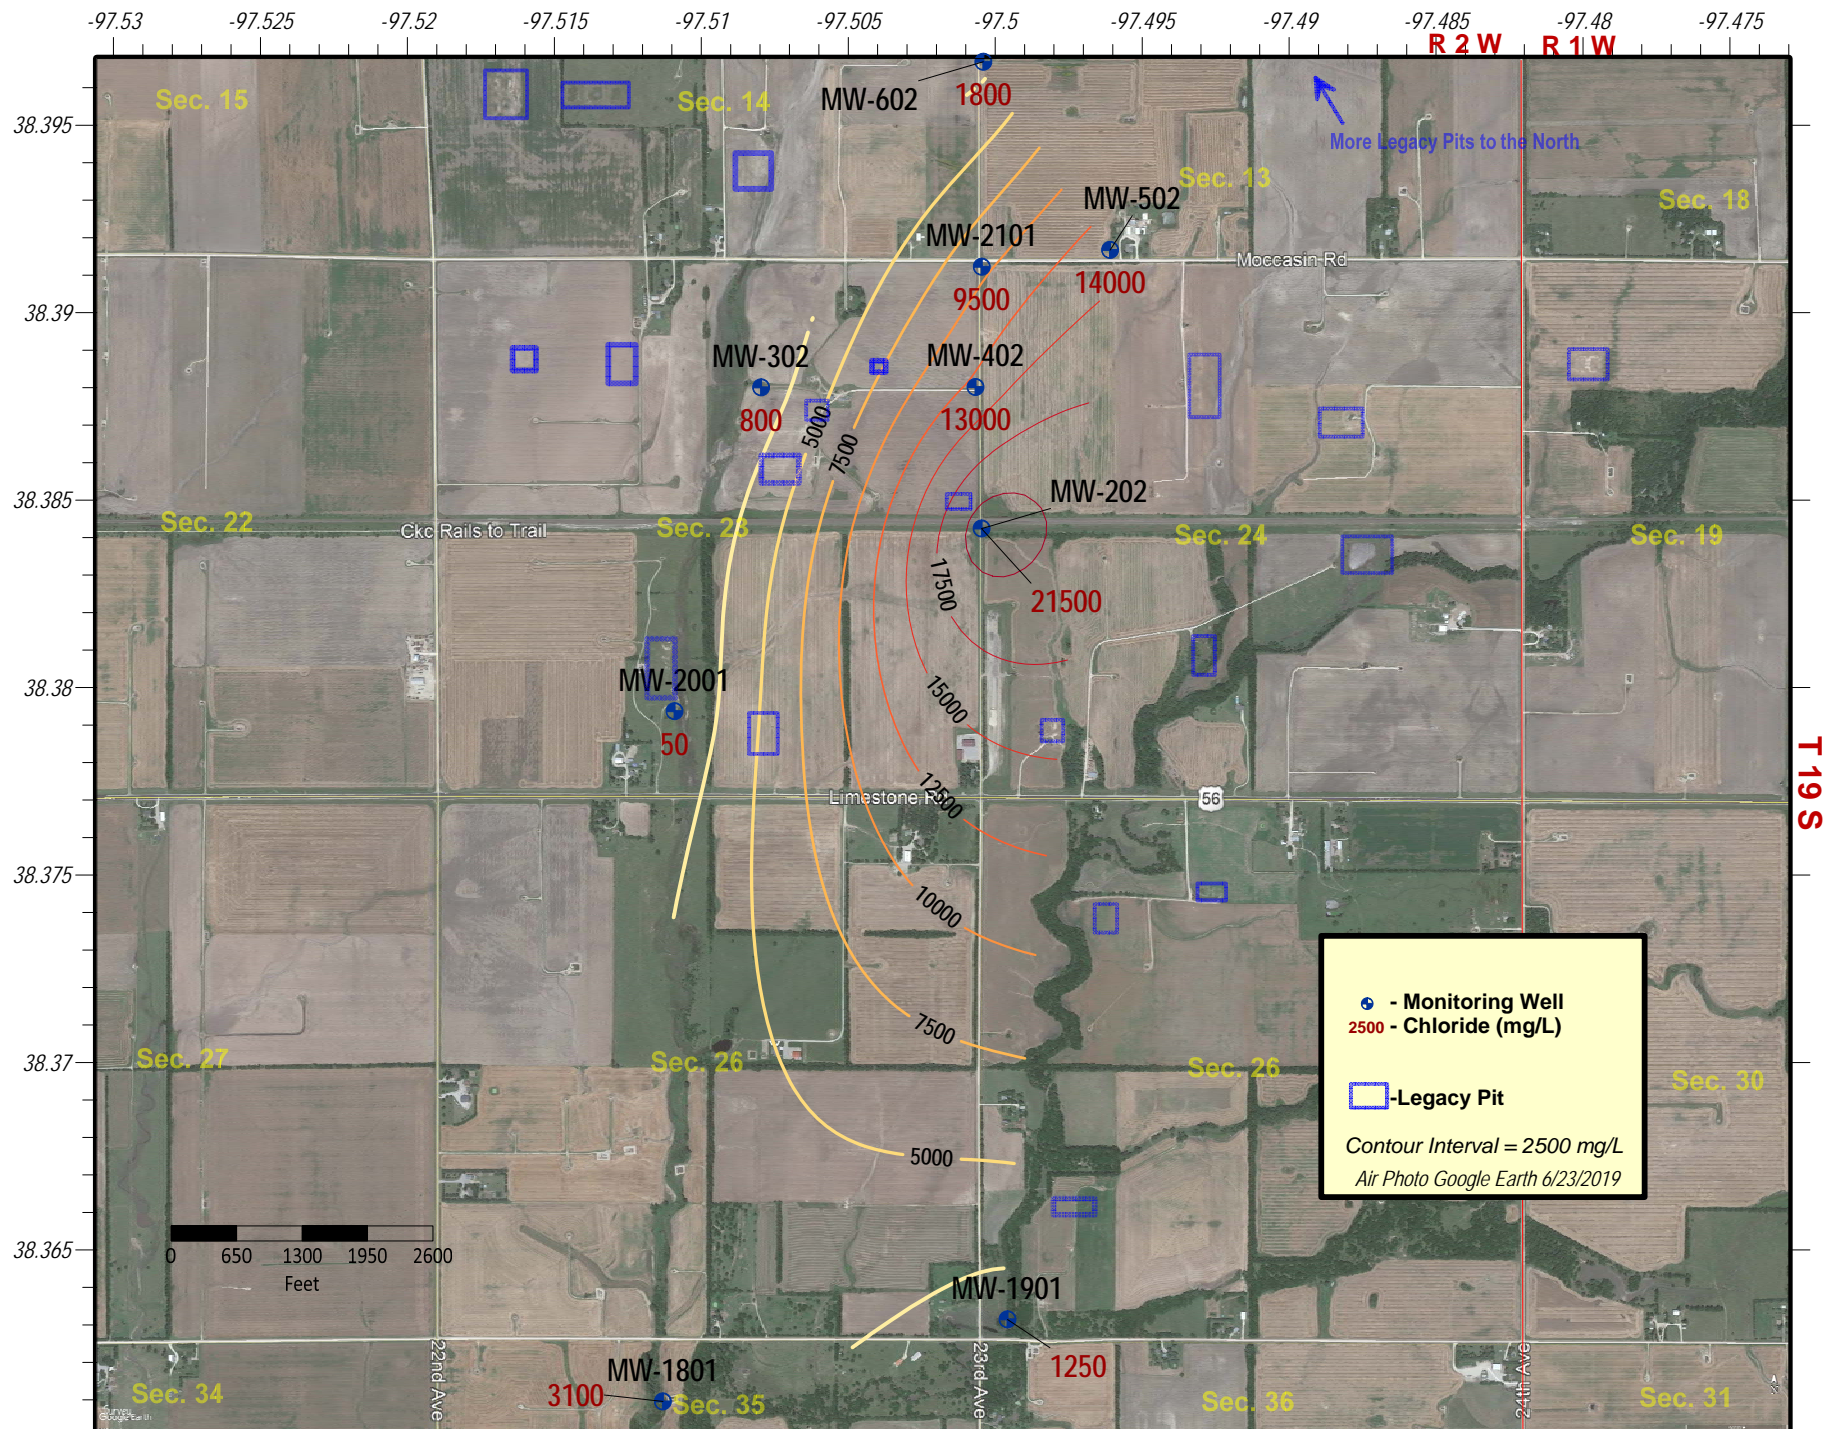 -97.53 -97.525 -97.52 -97.515 -97.51 -97.505 -97.5 -97.495 -97.49 -97.485 -97.48 -97.475
R 2 W R 1 W
MW-602
1800
Sec. 15
Sec. 14
38.395
More Legacy Pits to the North
Sec. 13
Sec. 18
MW-502
MW-2101
Moccasin Rd
14000
9500
38.39
MW-302
MW-402
800
13000
5000
7500
38.385
MW-202
Sec. 22
Ckc Rails to Trail
Sec. 23
Sec. 24
Sec. 19
17500
21500
38.38
MW-2001
50
15000
T 19 S
12500
Limestone Rd
56
38.375
10000
7500
38.37
Sec. 27
Sec. 26
Sec. 26
Sec. 30
- Monitoring Well
2500 - Chloride (mg/L)
-Legacy Pit
Contour Interval = 2500 mg/L
Air Photo Google Earth 6/23/2019
5000
38.365
0 650 1300 1950 2600
Feet
MW-1901
1250
22nd Ave
23rd Ave
24th Ave
MW-1801
3100
Sec. 34
Sec. 35
Sec. 36
Sec. 31
Survey
Google Earth